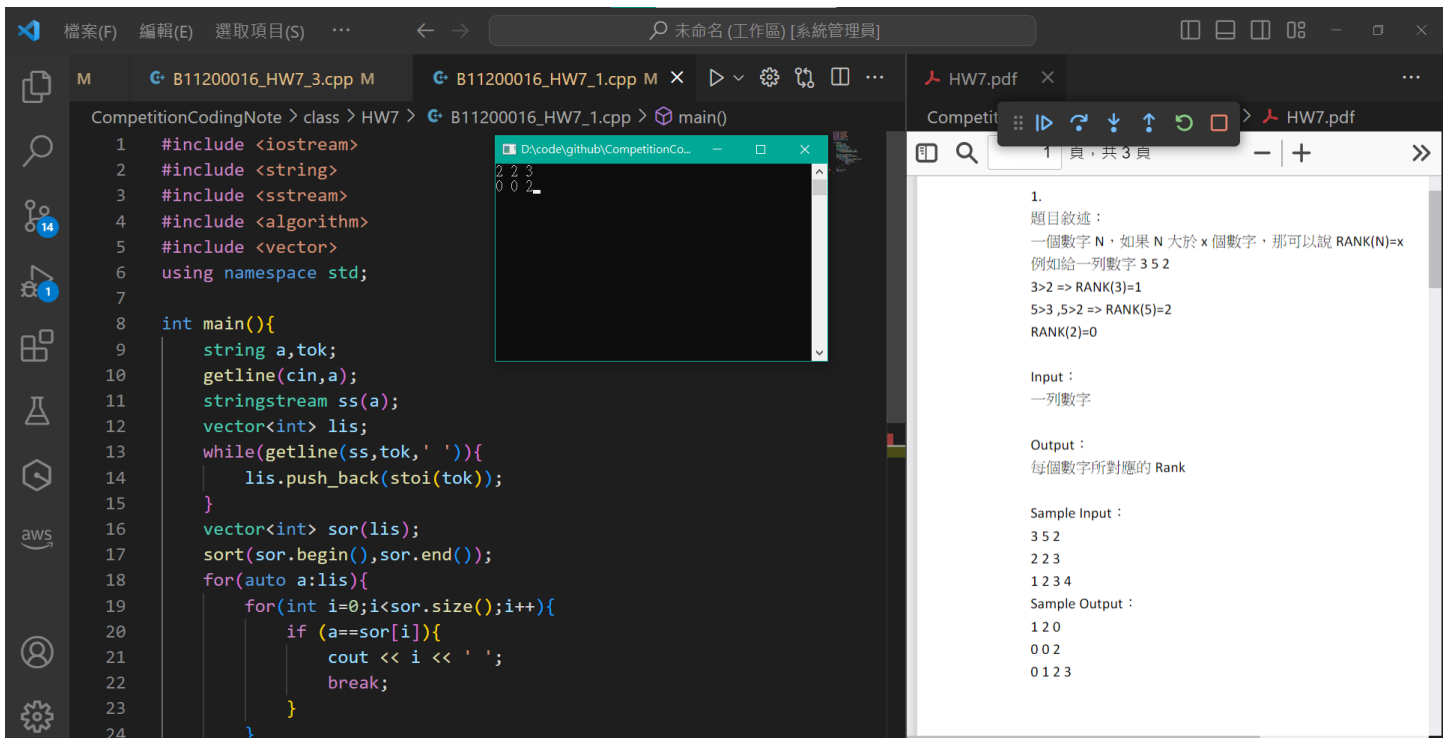 檔案(F) 編輯(E) 選取項目(S) ··· ← → 未命名 (工作區) [系統管理員]
M B11200016_HW7_3.cpp M B11200016_HW7_1.cpp M × ··· HW7.pdf × ···
CompetitionCodingNote > class > HW7 > B11200016_HW7_1.cpp > main()
Competit > HW7.pdf
1 頁，共 3 頁
14
1
aws
1 #include <iostream>
2 #include <string>
3 #include <sstream>
4 #include <algorithm>
5 #include <vector>
6 using namespace std;
7
8 int main(){
9 string a,tok;
10 getline(cin,a);
11 stringstream ss(a);
12 vector<int> lis;
13 while(getline(ss,tok,' ')){
14 lis.push_back(stoi(tok));
15 }
16 vector<int> sor(lis);
17 sort(sor.begin(),sor.end());
18 for(auto a:lis){
19 for(int i=0;i<sor.size();i++){
20 if (a==sor[i]){
21 cout << i << ' ';
22 break;
23 }
24 }
D:\code\github\CompetitionCo...
2 2 3
0 0 2
1.
題目敘述：
一個數字 N，如果 N 大於 x 個數字，那可以說 RANK(N)=x
例如給一列數字 3 5 2
3>2 => RANK(3)=1
5>3 ,5>2 => RANK(5)=2
RANK(2)=0
Input：
一列數字
Output：
每個數字所對應的 Rank
Sample Input：
3 5 2
2 2 3
1 2 3 4
Sample Output：
1 2 0
0 0 2
0 1 2 3